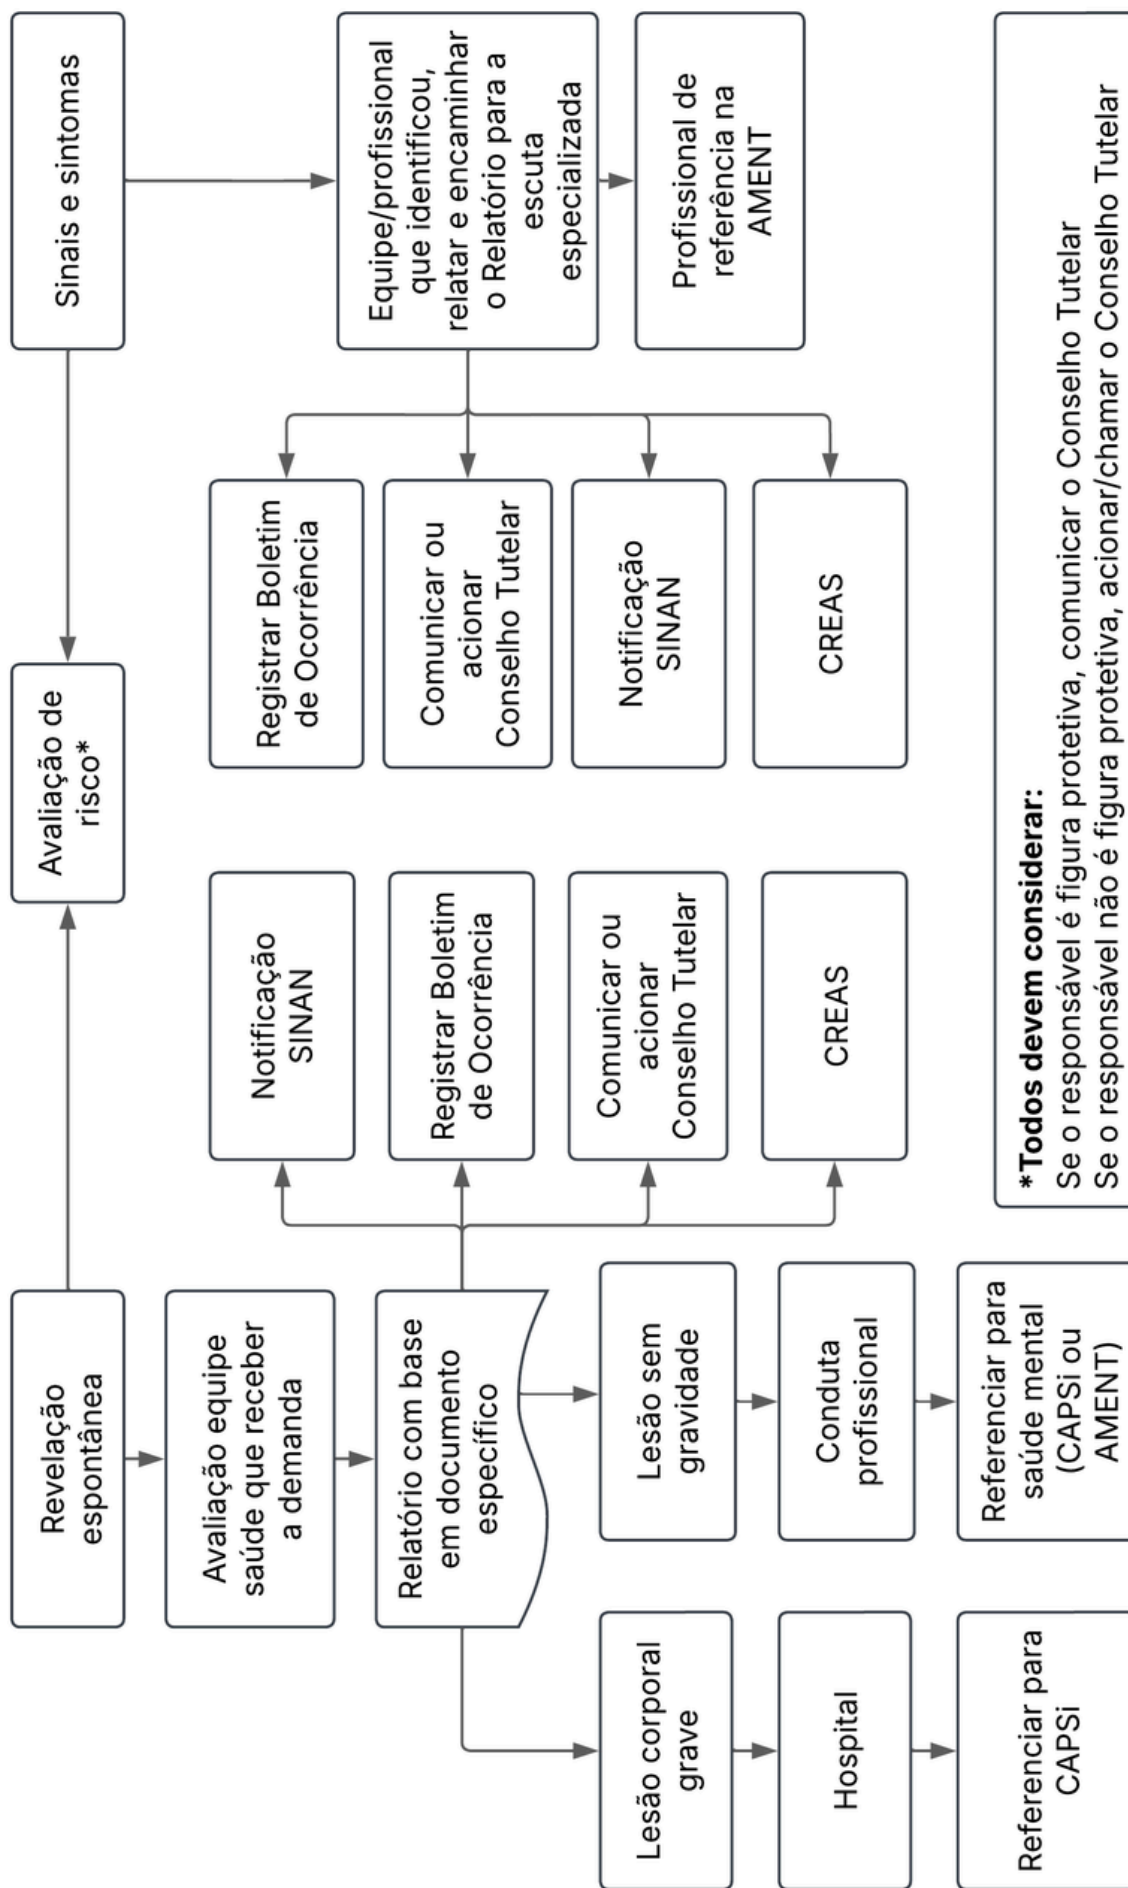 Revelação
espontânea
Avaliação de
risco*
Sinais e sintomas
Avaliação equipe
saúde que receber
a demanda
Relatório com base
em documento
específico
Notificação
SINAN
Registrar Boletim
de Ocorrência
Comunicar ou
acionar
Conselho Tutelar
CREAS
Registrar Boletim
de Ocorrência
Comunicar ou
acionar
Conselho Tutelar
Notificação
SINAN
CREAS
Equipe/profissional
que identificou,
relatar e encaminhar
o Relatório para a
escuta
especializada
Profissional de
referência na
AMENT
Lesão corporal
grave
Hospital
Referenciar para
CAPSi
Lesão sem
gravidade
Conduta
profissional
Referenciar para
saúde mental
(CAPSi ou
AMENT)
*Todos devem considerar:
Se o responsável é figura protetiva, comunicar o Conselho Tutelar
Se o responsável não é figura protetiva, acionar/chamar o Conselho Tutelar